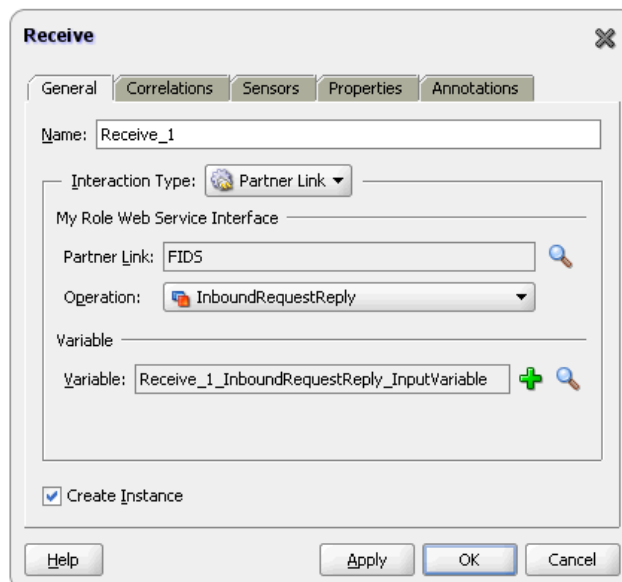 Receive
General Correlations Sensors Properties Annotations
Name: Receive_1
Interaction Type: Partner Link
My Role Web Service Interface
Partner Link: FIDS
Operation: InboundRequestReply
Variable
Variable: Receive_1_InboundRequestReply_InputVariable
Create Instance
Help Apply OK Cancel